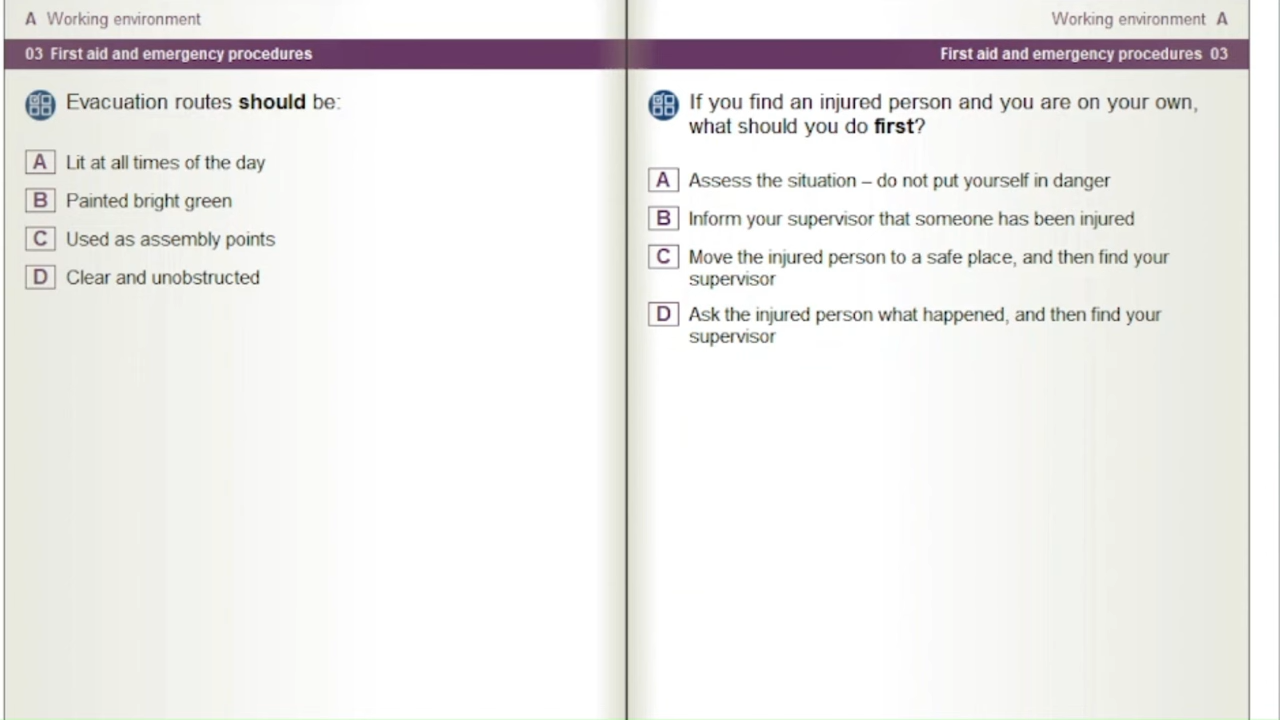 A Working environment
03 First aid and emergency procedures
Evacuation routes should be:
A Lit at all times of the day
B Painted bright green
C Used as assembly points
D Clear and unobstructed
Working environment A
First aid and emergency procedures 03
If you find an injured person and you are on your own,
what should you do first?
A Assess the situation – do not put yourself in danger
B Inform your supervisor that someone has been injured
C Move the injured person to a safe place, and then find your
supervisor
D Ask the injured person what happened, and then find your
supervisor